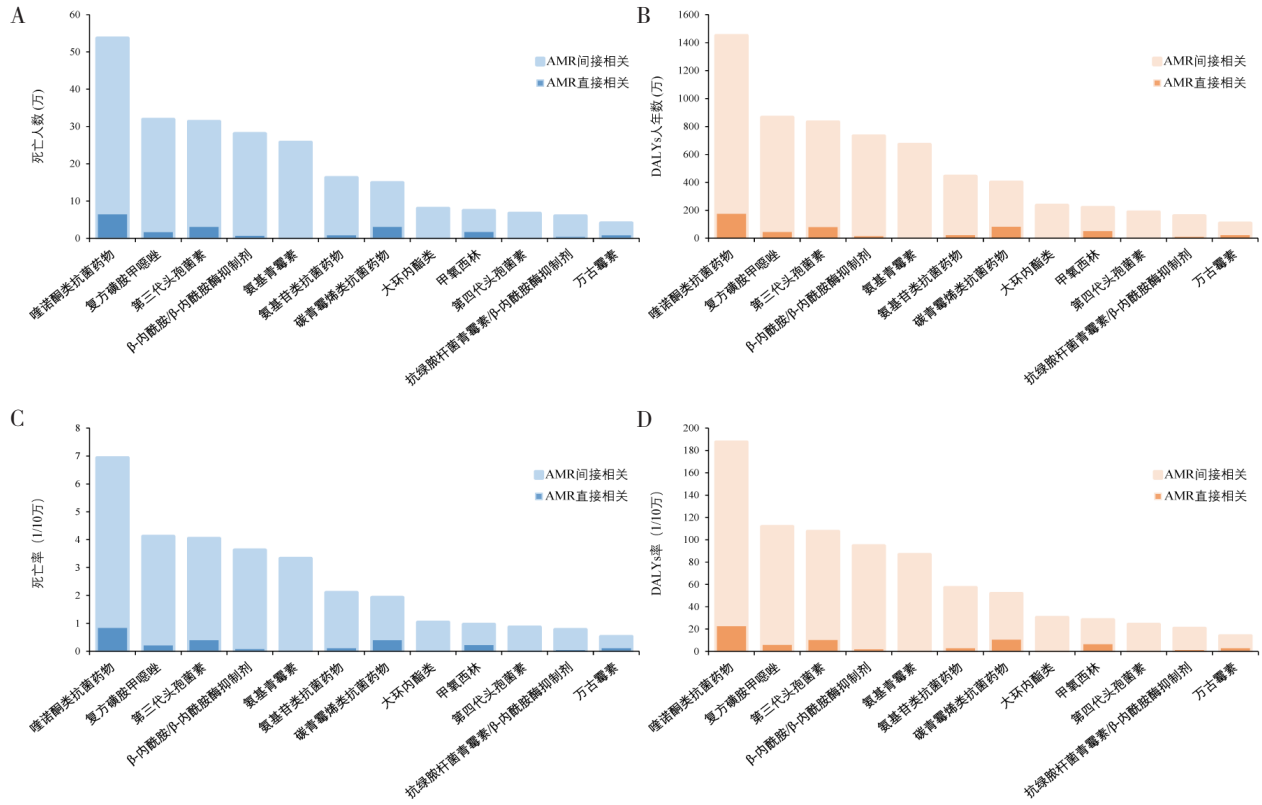 A
60
50
40
30
20
10
0
死亡人数 (万)
AMR间接相关
AMR直接相关
喹诺酮类抗菌药物
复方磺胺甲噁唑
第三代头孢菌素
β-内酰胺/β-内酰胺酶抑制剂
氨基青霉素
氨基苷类抗菌药物
碳青霉烯类抗菌药物
大环内酯类
甲氧西林
第四代头孢菌素
抗绿脓杆菌青霉素/β-内酰胺酶抑制剂
万古霉素
B
1600
1400
1200
1000
800
600
400
200
0
DALYs人年数 (万)
AMR间接相关
AMR直接相关
喹诺酮类抗菌药物
复方磺胺甲噁唑
第三代头孢菌素
β-内酰胺/β-内酰胺酶抑制剂
氨基青霉素
氨基苷类抗菌药物
碳青霉烯类抗菌药物
大环内酯类
甲氧西林
第四代头孢菌素
抗绿脓杆菌青霉素/β-内酰胺酶抑制剂
万古霉素
C
8
7
6
5
4
3
2
1
0
死亡率（1/10万）
AMR间接相关
AMR直接相关
喹诺酮类抗菌药物
复方磺胺甲噁唑
第三代头孢菌素
β-内酰胺/β-内酰胺酶抑制剂
氨基青霉素
氨基苷类抗菌药物
碳青霉烯类抗菌药物
大环内酯类
甲氧西林
第四代头孢菌素
抗绿脓杆菌青霉素/β-内酰胺酶抑制剂
万古霉素
D
200
180
160
140
120
100
80
60
40
20
0
DALYs率（1/10万）
AMR间接相关
AMR直接相关
喹诺酮类抗菌药物
复方磺胺甲噁唑
第三代头孢菌素
β-内酰胺/β-内酰胺酶抑制剂
氨基青霉素
氨基苷类抗菌药物
碳青霉烯类抗菌药物
大环内酯类
甲氧西林
第四代头孢菌素
抗绿脓杆菌青霉素/β-内酰胺酶抑制剂
万古霉素